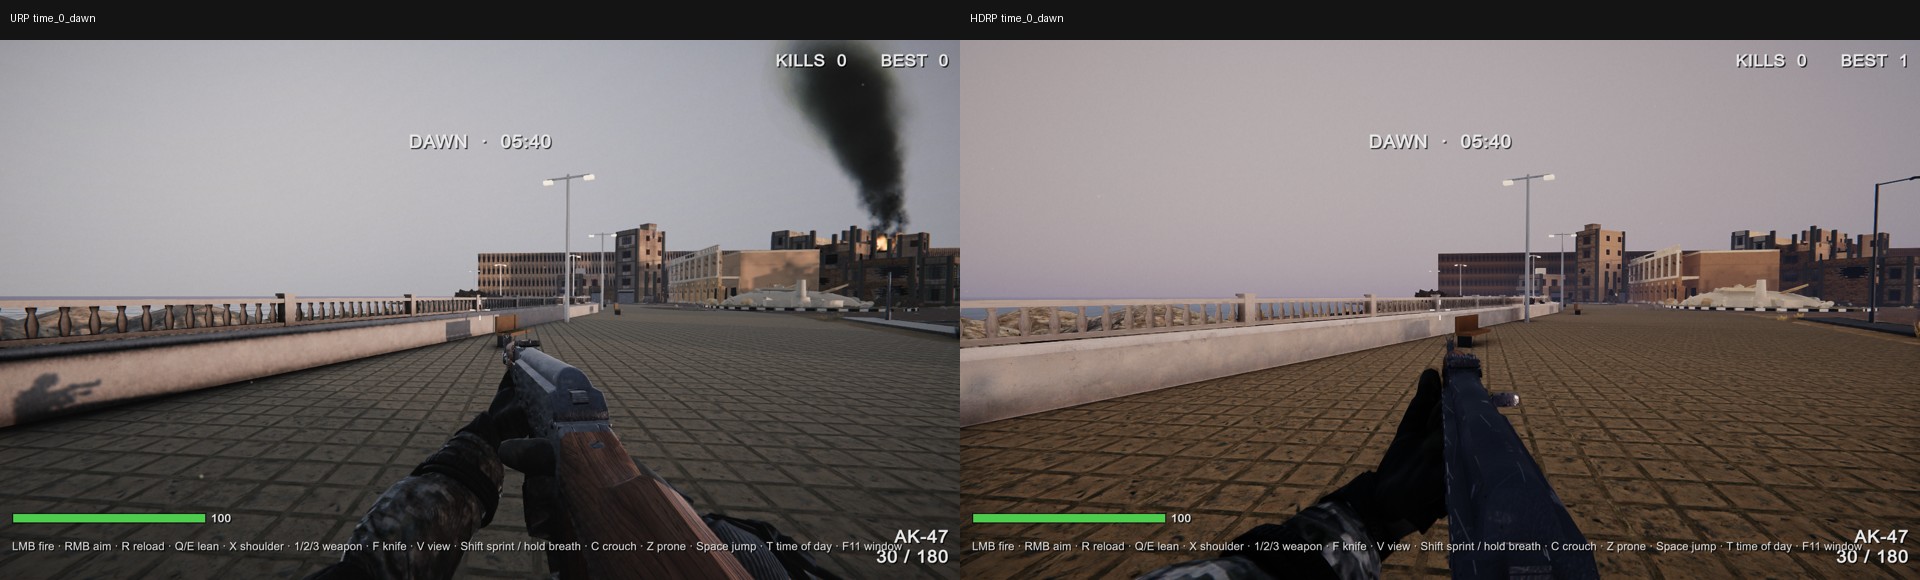 URP time_0_dawn
KILLS 0 BEST 0
DAWN · 05:40
100
LMB fire · RMB aim · R reload · Q/E lean · X shoulder · 1/2/3 weapon · F knife · V view · Shift sprint / hold breath · C crouch · Z prone · Space jump · T time of day · F11 window
AK-47
30 / 180
HDRP time_0_dawn
KILLS 0 BEST 1
DAWN · 05:40
100
LMB fire · RMB aim · R reload · Q/E lean · X shoulder · 1/2/3 weapon · F knife · V view · Shift sprint / hold breath · C crouch · Z prone · Space jump · T time of day · F11 window
AK-47
30 / 180